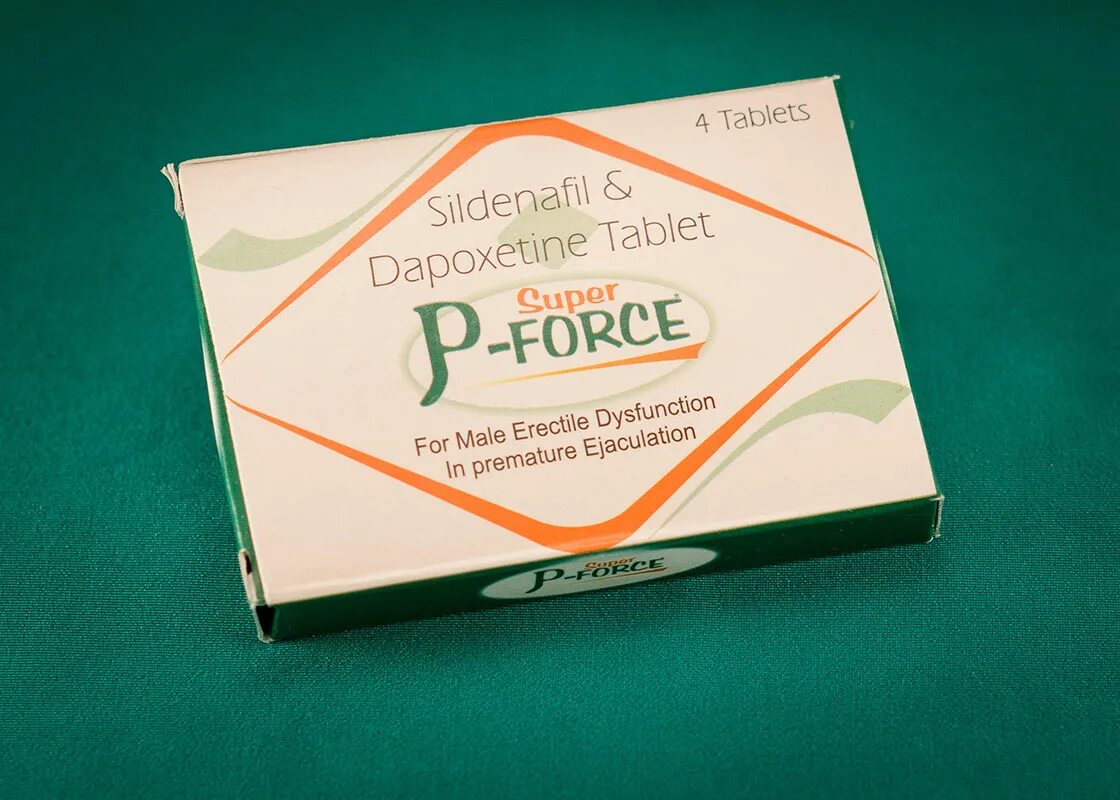 4 Tablets
Sildenafil &
Dapoxetine Tablet
Super
P-FORCE®
For Male Erectile Dysfunction
In premature Ejaculation
Super
P-FORCE